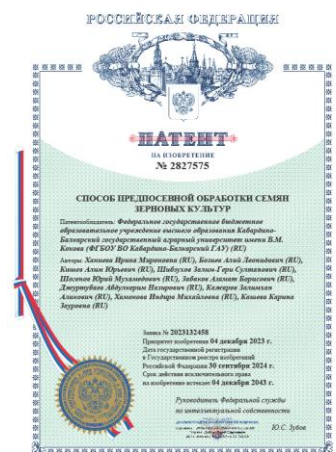 РОССИЙСКАЯ ФЕДЕРАЦИЯ
ПАТЕНТ
НА ИЗОБРЕТЕНИЕ
№ 2827575
СПОСОБ ПРЕДПОСЕВНОЙ ОБРАБОТКИ СЕМЯН
ЗЕРНОВЫХ КУЛЬТУР
Патентообладатель: Федеральное государственное бюджетное
образовательное учреждение высшего образования Кабардино-
Балкарский государственный аграрный университет имени В.М.
Кокова (ФГБОУ ВО Кабардино-Балкарский ГАУ) (RU)
Авторы: Ханиева Ирина Мироновна (RU), Бозиев Алий Леонидович (RU),
Кишев Алим Юрьевич (RU), Шибзухов Залим-Гери Султанович (RU),
Шогенов Юрий Мухамедович (RU), Забаков Азамат Борисович (RU),
Джуртубаев Абдулкерим Назирович (RU), Кажаров Залимхан
Алимович (RU), Хамокова Индира Михайловна (RU), Кашева Карина
Зауровна (RU)
Заявка № 2023132458
Приоритет изобретения 04 декабря 2023 г.
Дата государственной регистрации
в Государственном реестре изобретений
Российской Федерации 30 сентября 2024 г.
Срок действия исключительного права
на изобретение истекает 04 декабря 2043 г.
Руководитель Федеральной службы
по интеллектуальной собственности
Ю.С. Зубов